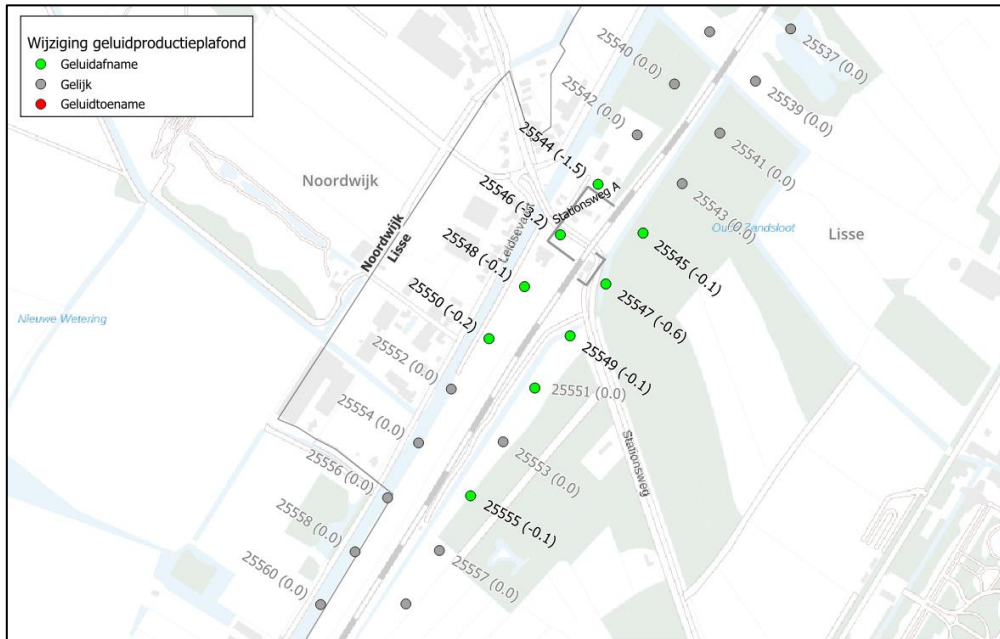 Wijziging geluidproductieplafond
Geluidafname
Gelijk
Geluidtoename
25537 (0.0)
25540 (0.0)
25539 (0.0)
25542 (0.0)
25541 (0.0)
25544 (-1.5)
25543 (0.0)
Noordwijk
Stationsweg A
25546 (-3.2)
Oude Zandsloot
Lisse
Noordwijk
Lisse
Leidsevaart
25548 (-0.1)
25545 (-0.1)
25550 (-0.2)
25547 (-0.6)
Nieuwe Wetering
25552 (0.0)
25549 (-0.1)
25554 (0.0)
25551 (0.0)
Stationsweg
25556 (0.0)
25553 (0.0)
25558 (0.0)
25555 (-0.1)
25560 (0.0)
25557 (0.0)